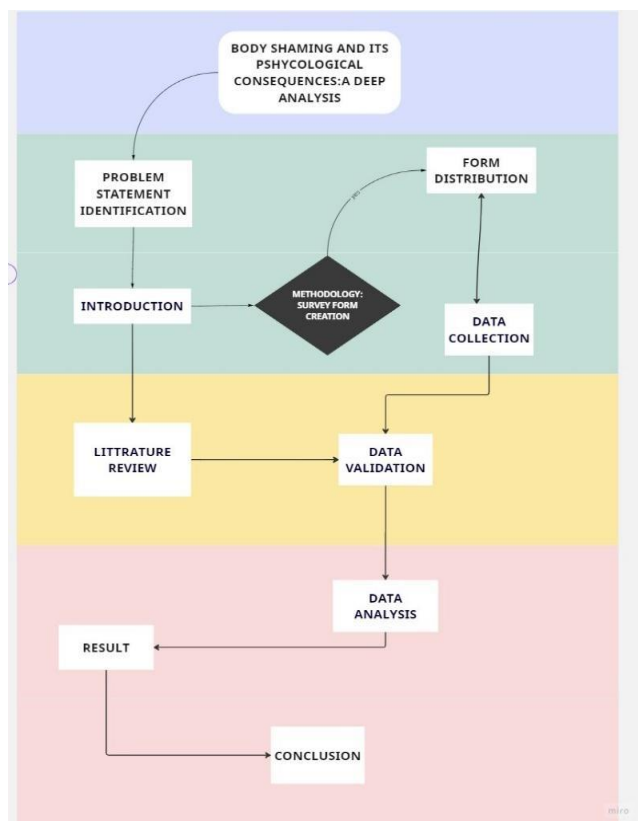 BODY SHAMING AND ITS
PSHYCOLOGICAL
CONSEQUENCES:A DEEP
ANALYSIS
PROBLEM
STATEMENT
IDENTIFICATION
FORM
DISTRIBUTION
yes
INTRODUCTION
METHODOLOGY:
SURVEY FORM
CREATION
DATA
COLLECTION
LITTRATURE
REVIEW
DATA
VALIDATION
DATA
ANALYSIS
RESULT
CONCLUSION
miro